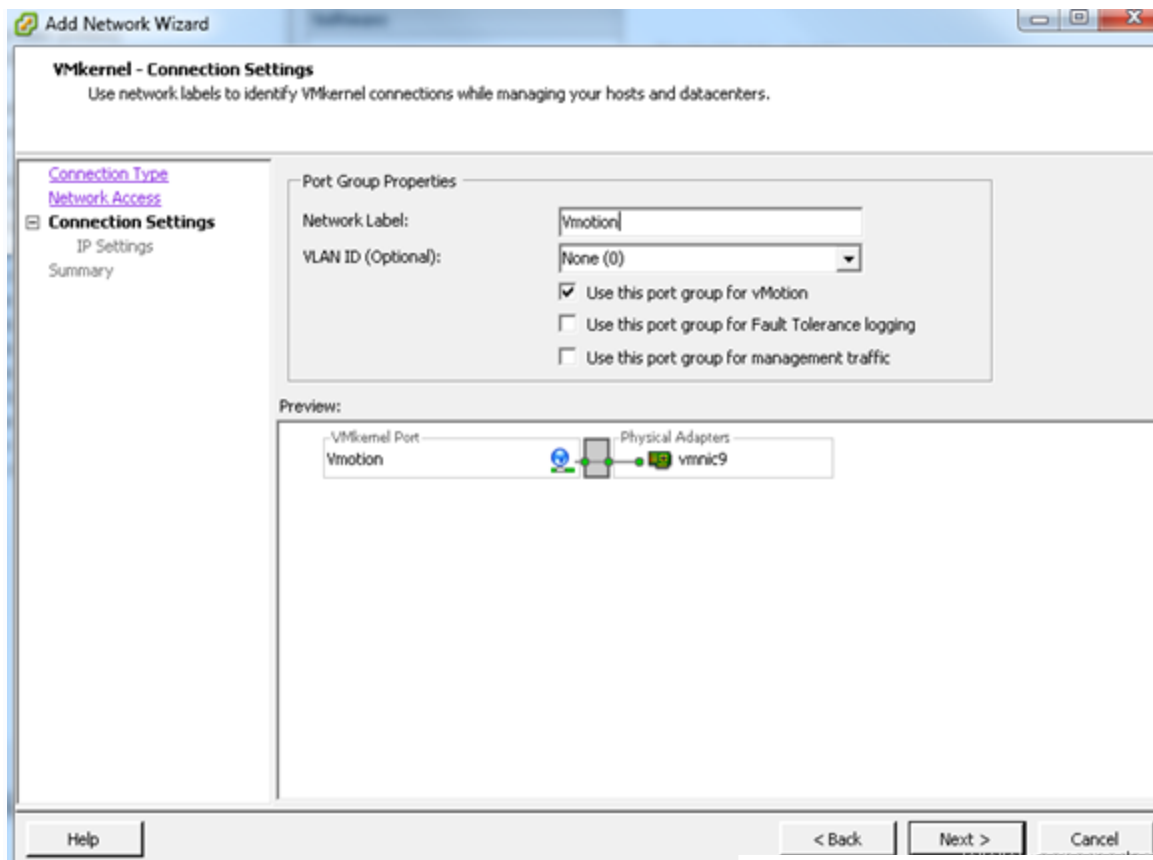 Add Network Wizard
Software
VMkernel - Connection Settings
Use network labels to identify VMkernel connections while managing your hosts and datacenters.
Connection Type
Network Access
Connection Settings
IP Settings
Summary
Port Group Properties
Network Label:
Vmotion
VLAN ID (Optional):
None (0)
Use this port group for vMotion
Use this port group for Fault Tolerance logging
Use this port group for management traffic
Preview:
VMkernel Port
Physical Adapters
Vmotion
vmnic9
Help
< Back
Next >
Cancel